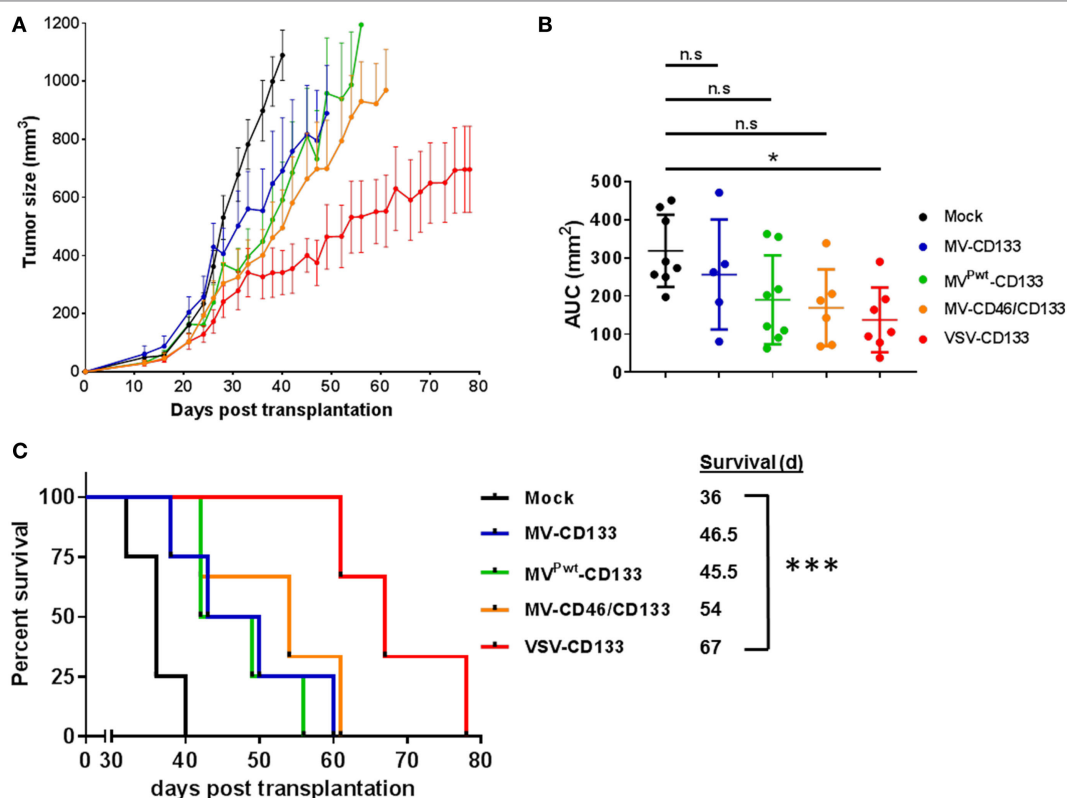 A
Tumor size (mm³)
1200
1000
800
600
400
200
0
0 10 20 30 40 50 60 70 80
Days post transplantation
B
n.s
n.s
n.s
*
AUC (mm²)
500
400
300
200
100
0
Mock
MV-CD133
MVᴾʷᵗ-CD133
MV-CD46/CD133
VSV-CD133
C
Percent survival
100
75
50
25
0
0 30 40 50 60 70 80
days post transplantation
Survival (d)
Mock 36
MV-CD133 46.5
MVᴾʷᵗ-CD133 45.5
MV-CD46/CD133 54
VSV-CD133 67
***